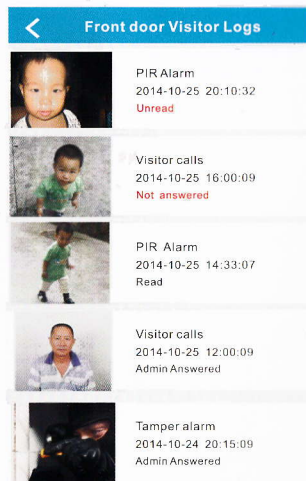 Front door Visitor Logs
PIR Alarm
2014-10-25 20:10:32
Unread
Visitor calls
2014-10-25 16:00:09
Not answered
PIR Alarm
2014-10-25 14:33:07
Read
Visitor calls
2014-10-25 12:00:09
Admin Answered
Tamper alarm
2014-10-24 20:15:09
Admin Answered